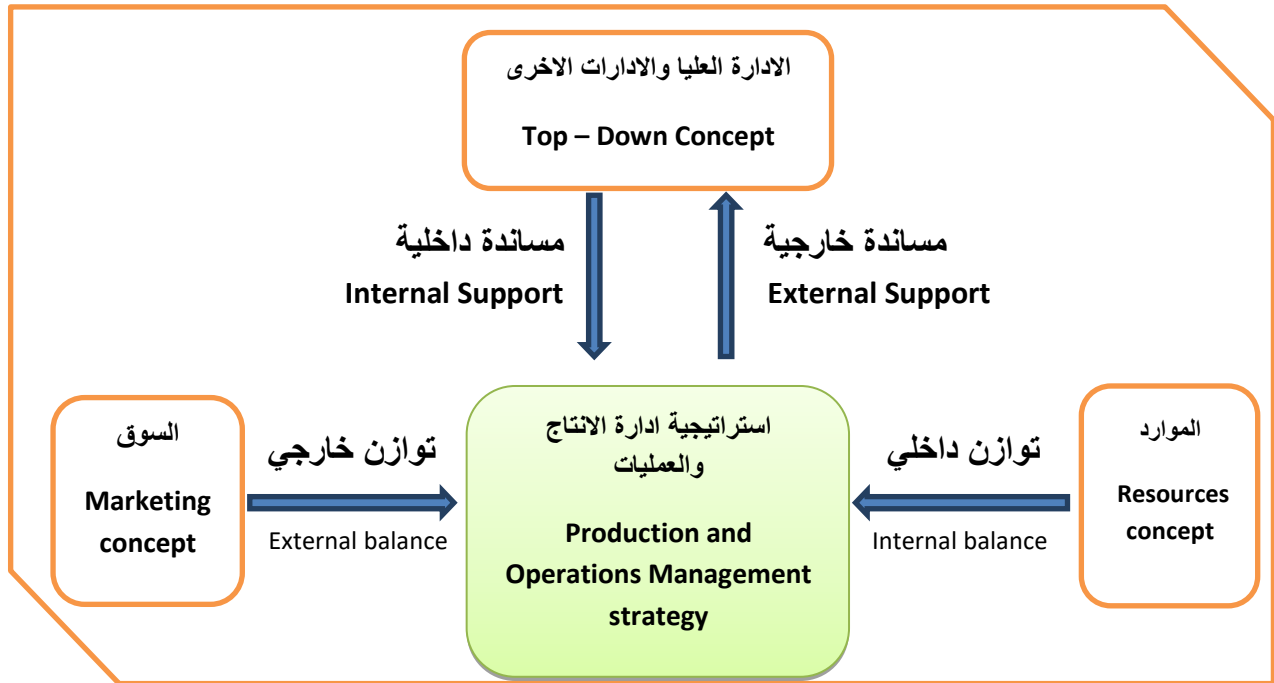 الادارة العليا والادارات الاخرى
Top – Down Concept
مساندة داخلية
Internal Support
مساندة خارجية
External Support
السوق
Marketing
concept
توازن خارجي
External balance
استراتيجية ادارة الانتاج
والعمليات
Production and
Operations Management
strategy
توازن داخلي
Internal balance
الموارد
Resources
concept